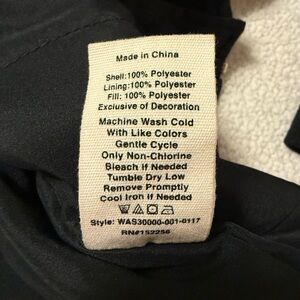 Made in China
Shell:100% Polyester
Lining:100% Polyester
Fill: 100% Polyester
Exclusive of Decoration
Machine Wash Cold
With Like Colors
Gentle Cycle
Only Non-Chlorine
Bleach if Needed
Tumble Dry Low
Remove Promptly
Cool Iron if Needed
Style: WAS30000-001-0117
RN#152256